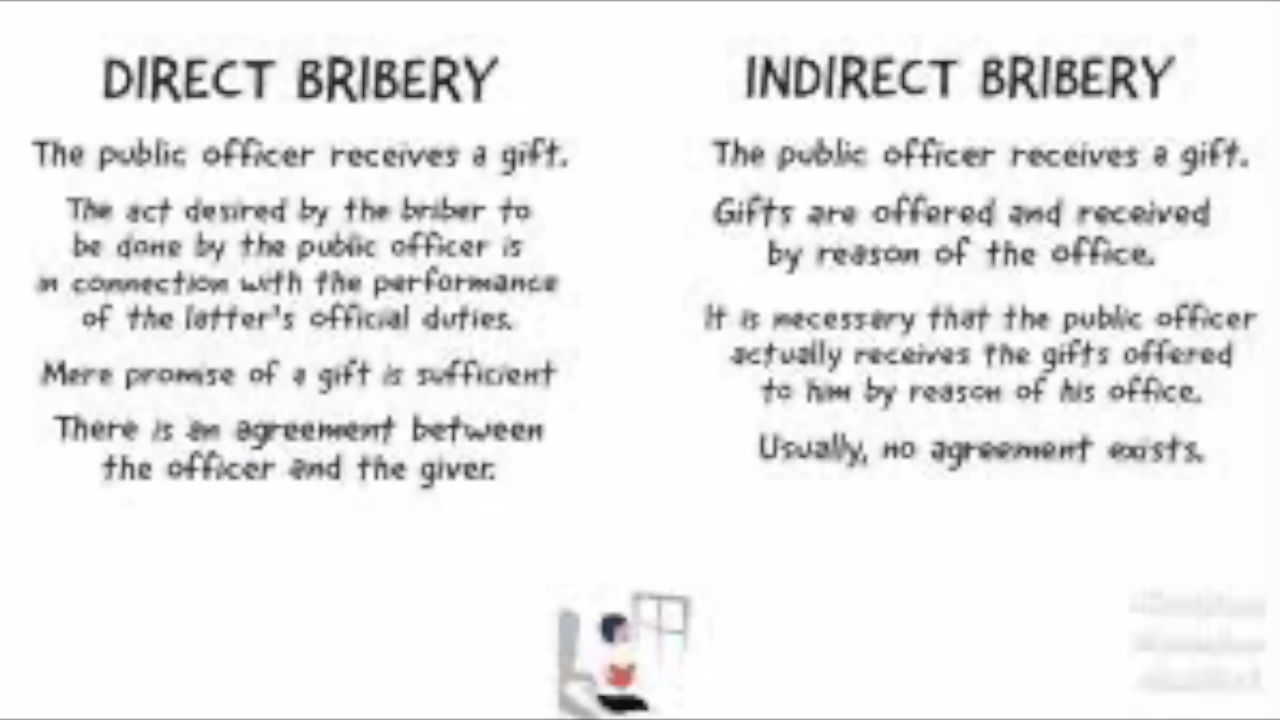 DIRECT BRIBERY
The public officer receives a gift.
The act desired by the briber to
be done by the public officer is
in connection with the performance
of the latter's official duties.
Mere promise of a gift is sufficient
There is an agreement between
the officer and the giver.
INDIRECT BRIBERY
The public officer receives a gift.
Gifts are offered and received
by reason of the office.
It is necessary that the public officer
actually receives the gifts offered
to him by reason of his office.
Usually, no agreement exists.